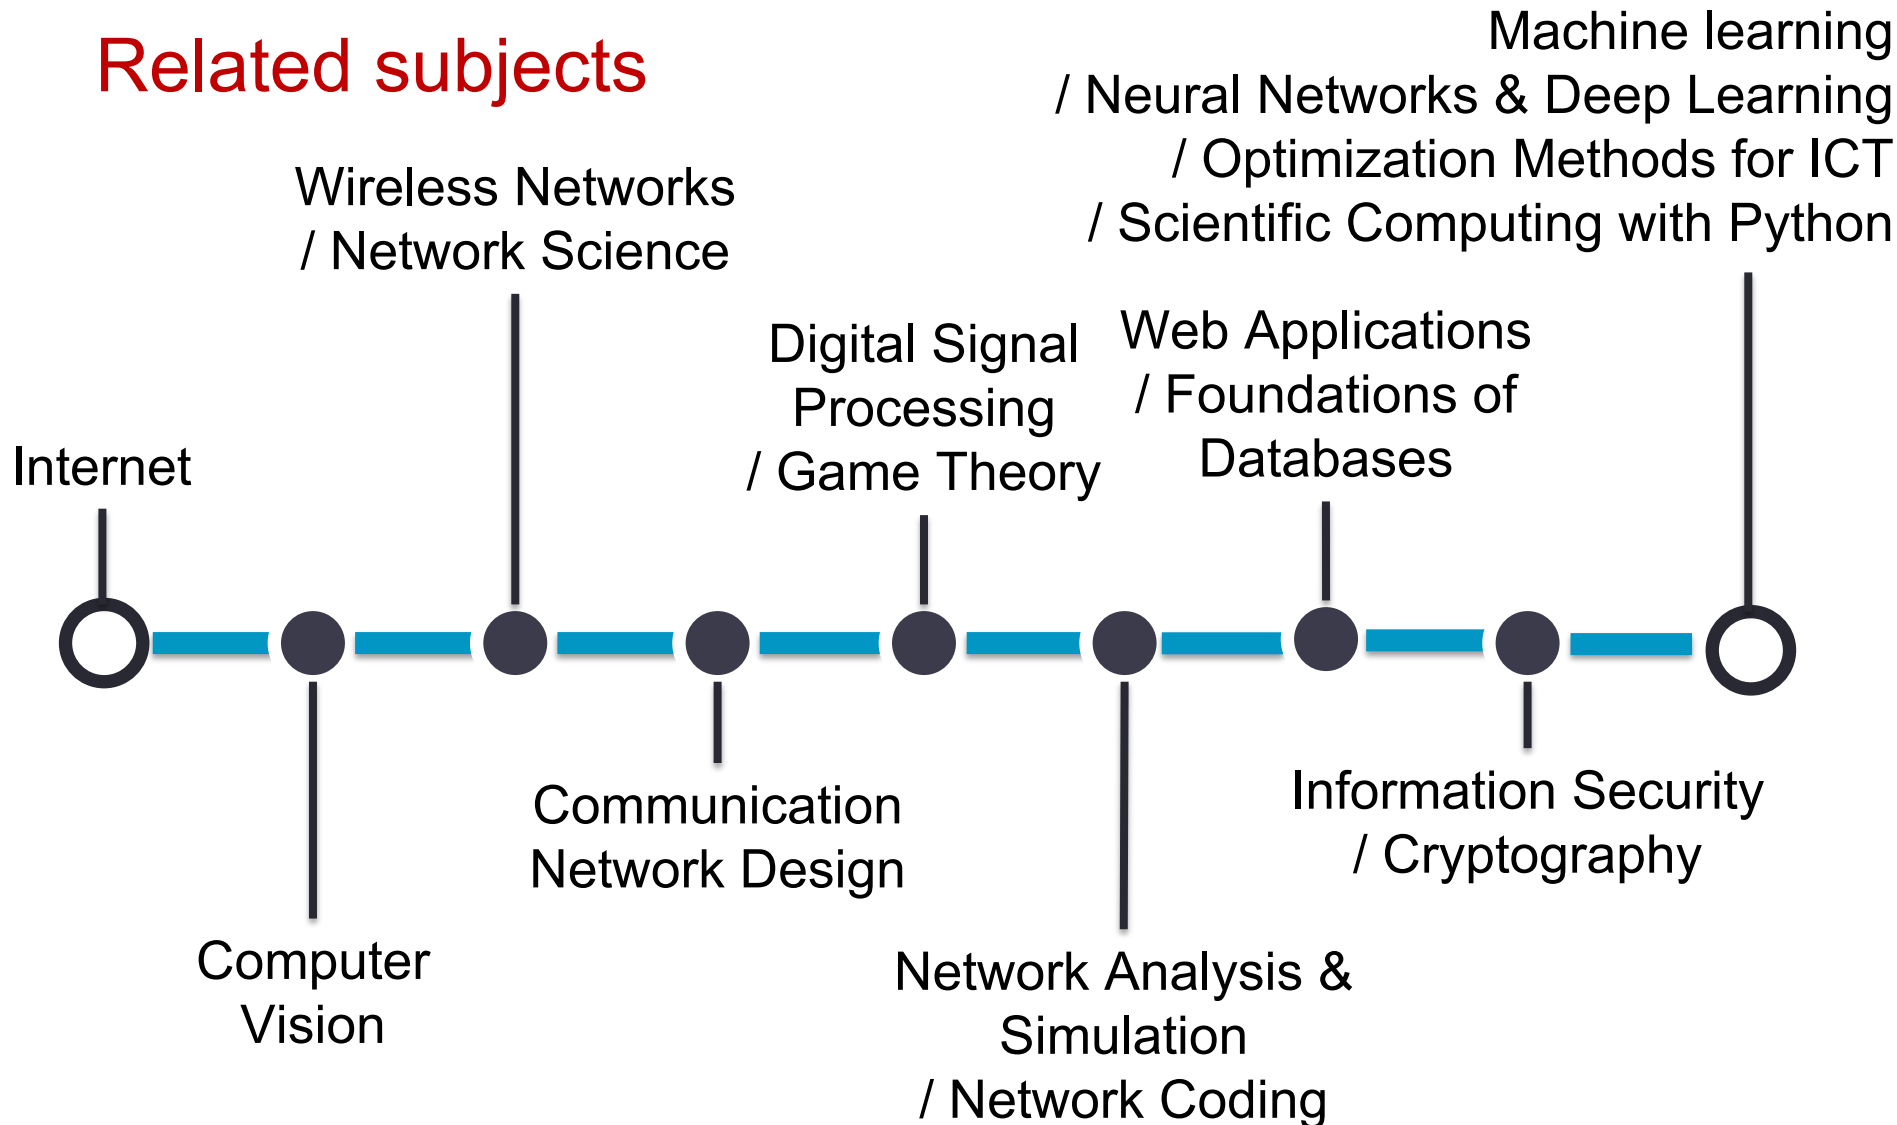 Related subjects
Machine learning
/ Neural Networks & Deep Learning
/ Optimization Methods for ICT
/ Scientific Computing with Python
Wireless Networks
/ Network Science
Digital Signal
Processing
/ Game Theory
Web Applications
/ Foundations of
Databases
Internet
Communication
Network Design
Information Security
/ Cryptography
Computer
Vision
Network Analysis &
Simulation
/ Network Coding